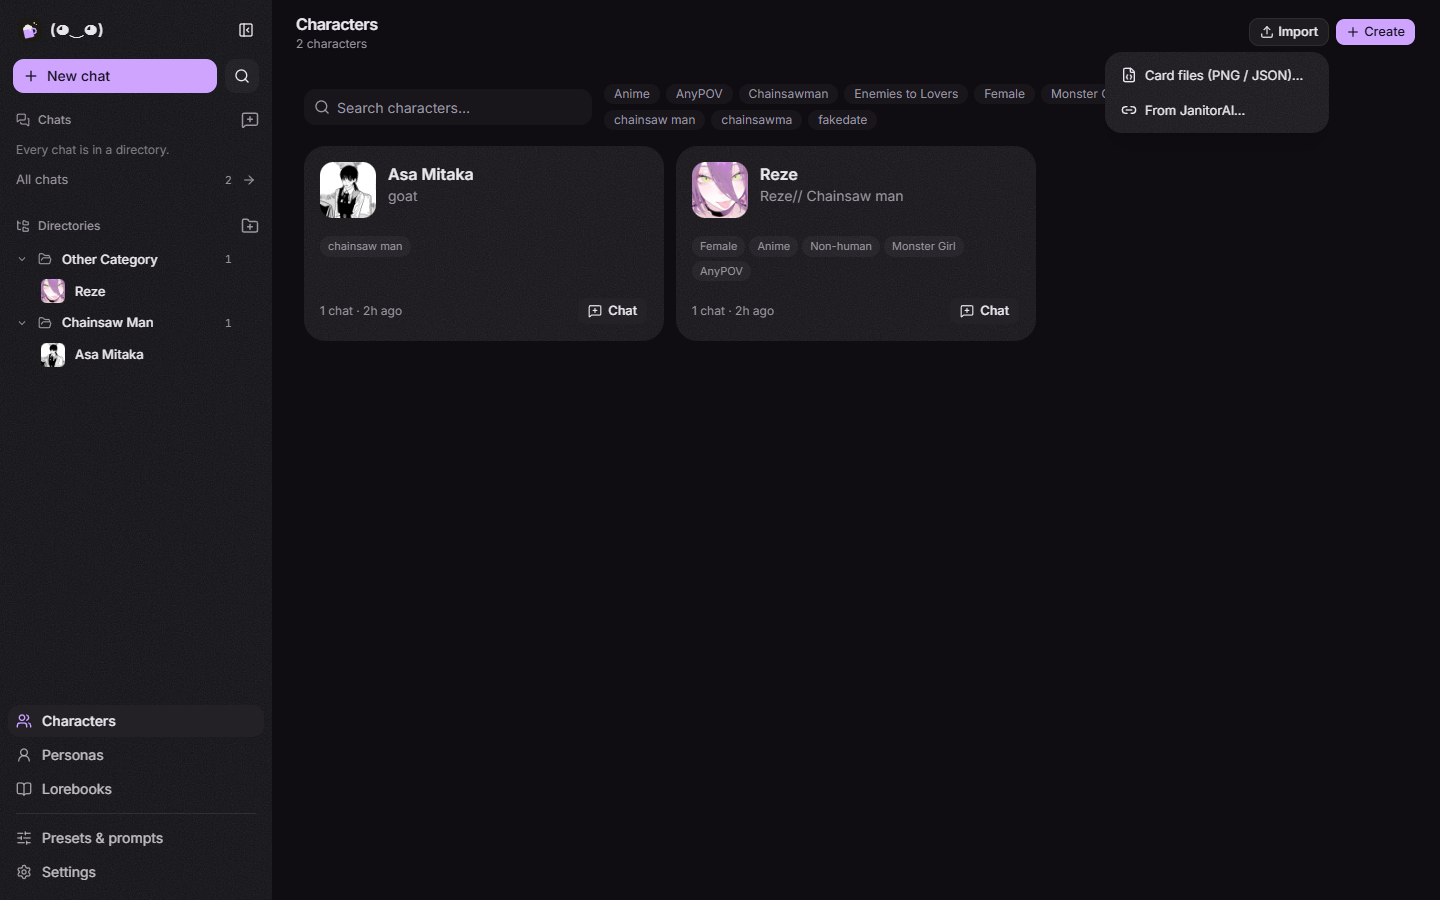 (◕‿◕)
New chat
Chats
Every chat is in a directory.
All chats 2
Directories
Other Category 1
Reze
Chainsaw Man 1
Asa Mitaka
Characters
Personas
Lorebooks
Presets & prompts
Settings
Characters
2 characters
Import
Create
Card files (PNG / JSON)...
From JanitorAI...
Search characters...
Anime AnyPOV Chainsawman Enemies to Lovers Female Monster
chainsaw man chainsawma fakedate
Asa Mitaka
goat
chainsaw man
1 chat · 2h ago Chat
Reze
Reze// Chainsaw man
Female Anime Non-human Monster Girl
AnyPOV
1 chat · 2h ago Chat